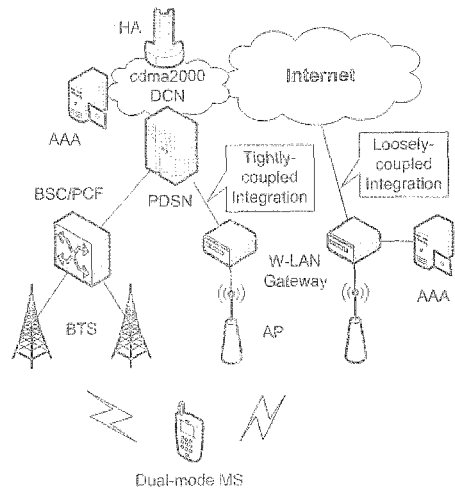 HA
cdma2000
DCN
Internet
AAA
Tightly-
coupled
Integration
Loosely-
coupled
Integration
BSC/PCF
PDSN
W-LAN
Gateway
AAA
BTS
AP
Dual-mode MS